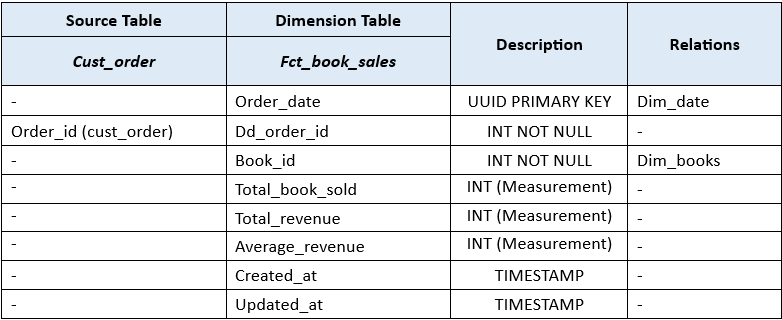 Source Table Dimension Table Description Relations
Cust_order Fct_book_sales
- Order_date UUID PRIMARY KEY Dim_date
Order_id (cust_order) Dd_order_id INT NOT NULL -
- Book_id INT NOT NULL Dim_books
- Total_book_sold INT (Measurement) -
- Total_revenue INT (Measurement) -
- Average_revenue INT (Measurement) -
- Created_at TIMESTAMP -
- Updated_at TIMESTAMP -